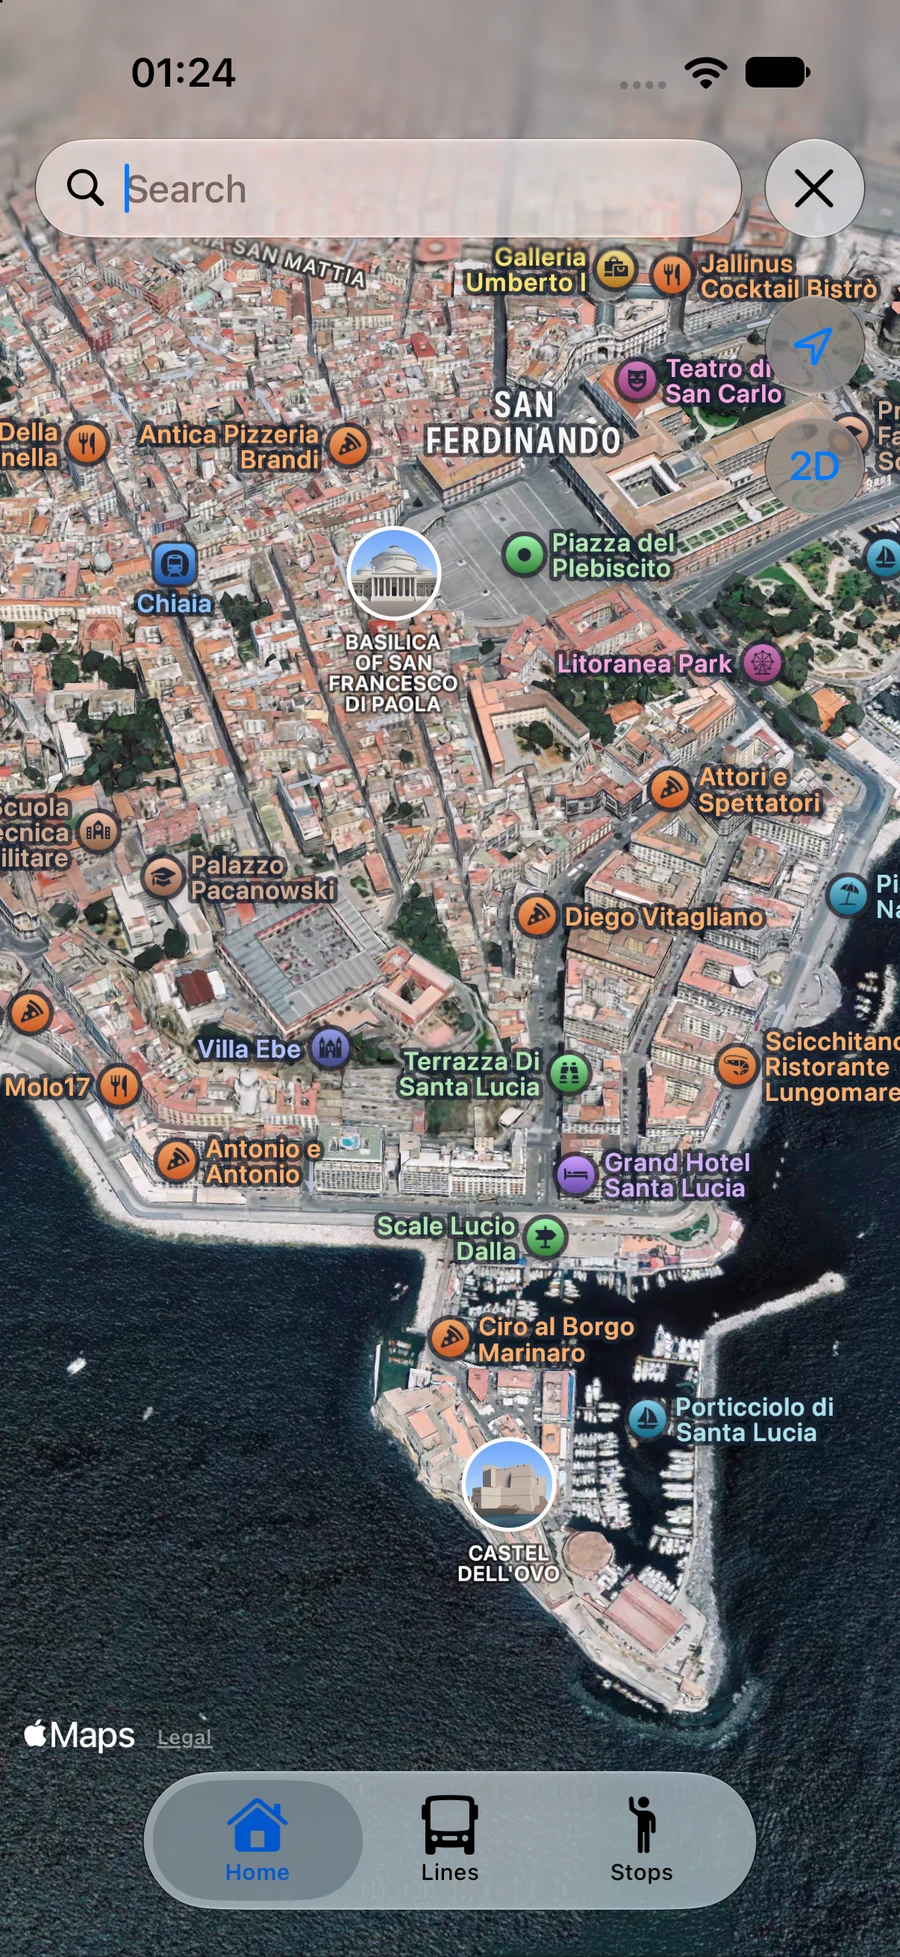 01:24
Search
VIA SAN MATTIA
Galleria
Umberto I
Jallinus
Cocktail Bistrò
Teatro di
San Carlo
SAN
FERDINANDO
Della
nella
Antica Pizzeria
Brandi
2D
Piazza del
Plebiscito
Chiaia
BASILICA
OF SAN
FRANCESCO
DI PAOLA
Litoranea Park
Attori e
Spettatori
Scuola
ecnica
ilitare
Palazzo
Pacanowski
Diego Vitagliano
Villa Ebe
Terrazza Di
Santa Lucia
Scicchitano
Ristorante
Lungomare
Molo17
Antonio e
Antonio
Grand Hotel
Santa Lucia
Scale Lucio
Dalla
Ciro al Borgo
Marinaro
Porticciolo di
Santa Lucia
CASTEL
DELL'OVO
Maps
Legal
Home
Lines
Stops